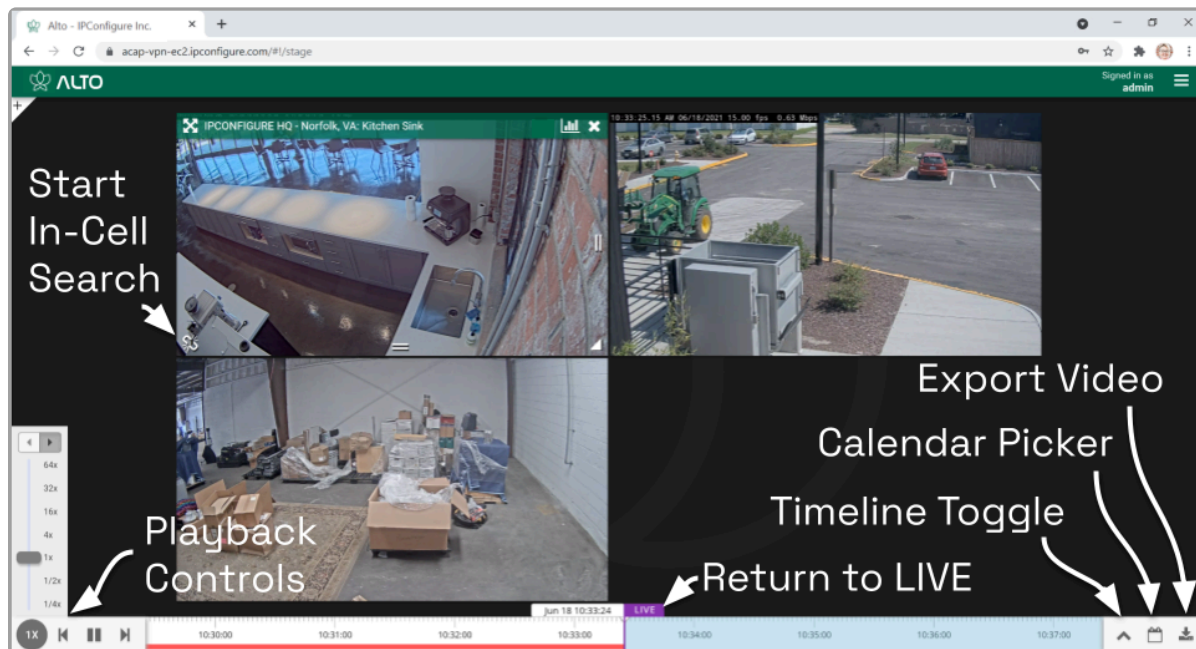 Alto - IPConfigure Inc.
acap-vpn-ec2.ipconfigure.com/#!/stage
ALTO
Signed in as
admin
IPCONFIGURE HQ - Norfolk, VA: Kitchen Sink
10:33:25.15 AM 06/18/2021 15.00 fps 0.63 Mbps
Start
In-Cell
Search
Export Video
Calendar Picker
Timeline Toggle
Return to LIVE
Playback
Controls
64x
32x
16x
4x
1x
1/2x
1/4x
Jun 18 10:33:24
LIVE
1X
10:30:00
10:31:00
10:32:00
10:33:00
10:34:00
10:35:00
10:36:00
10:37:00